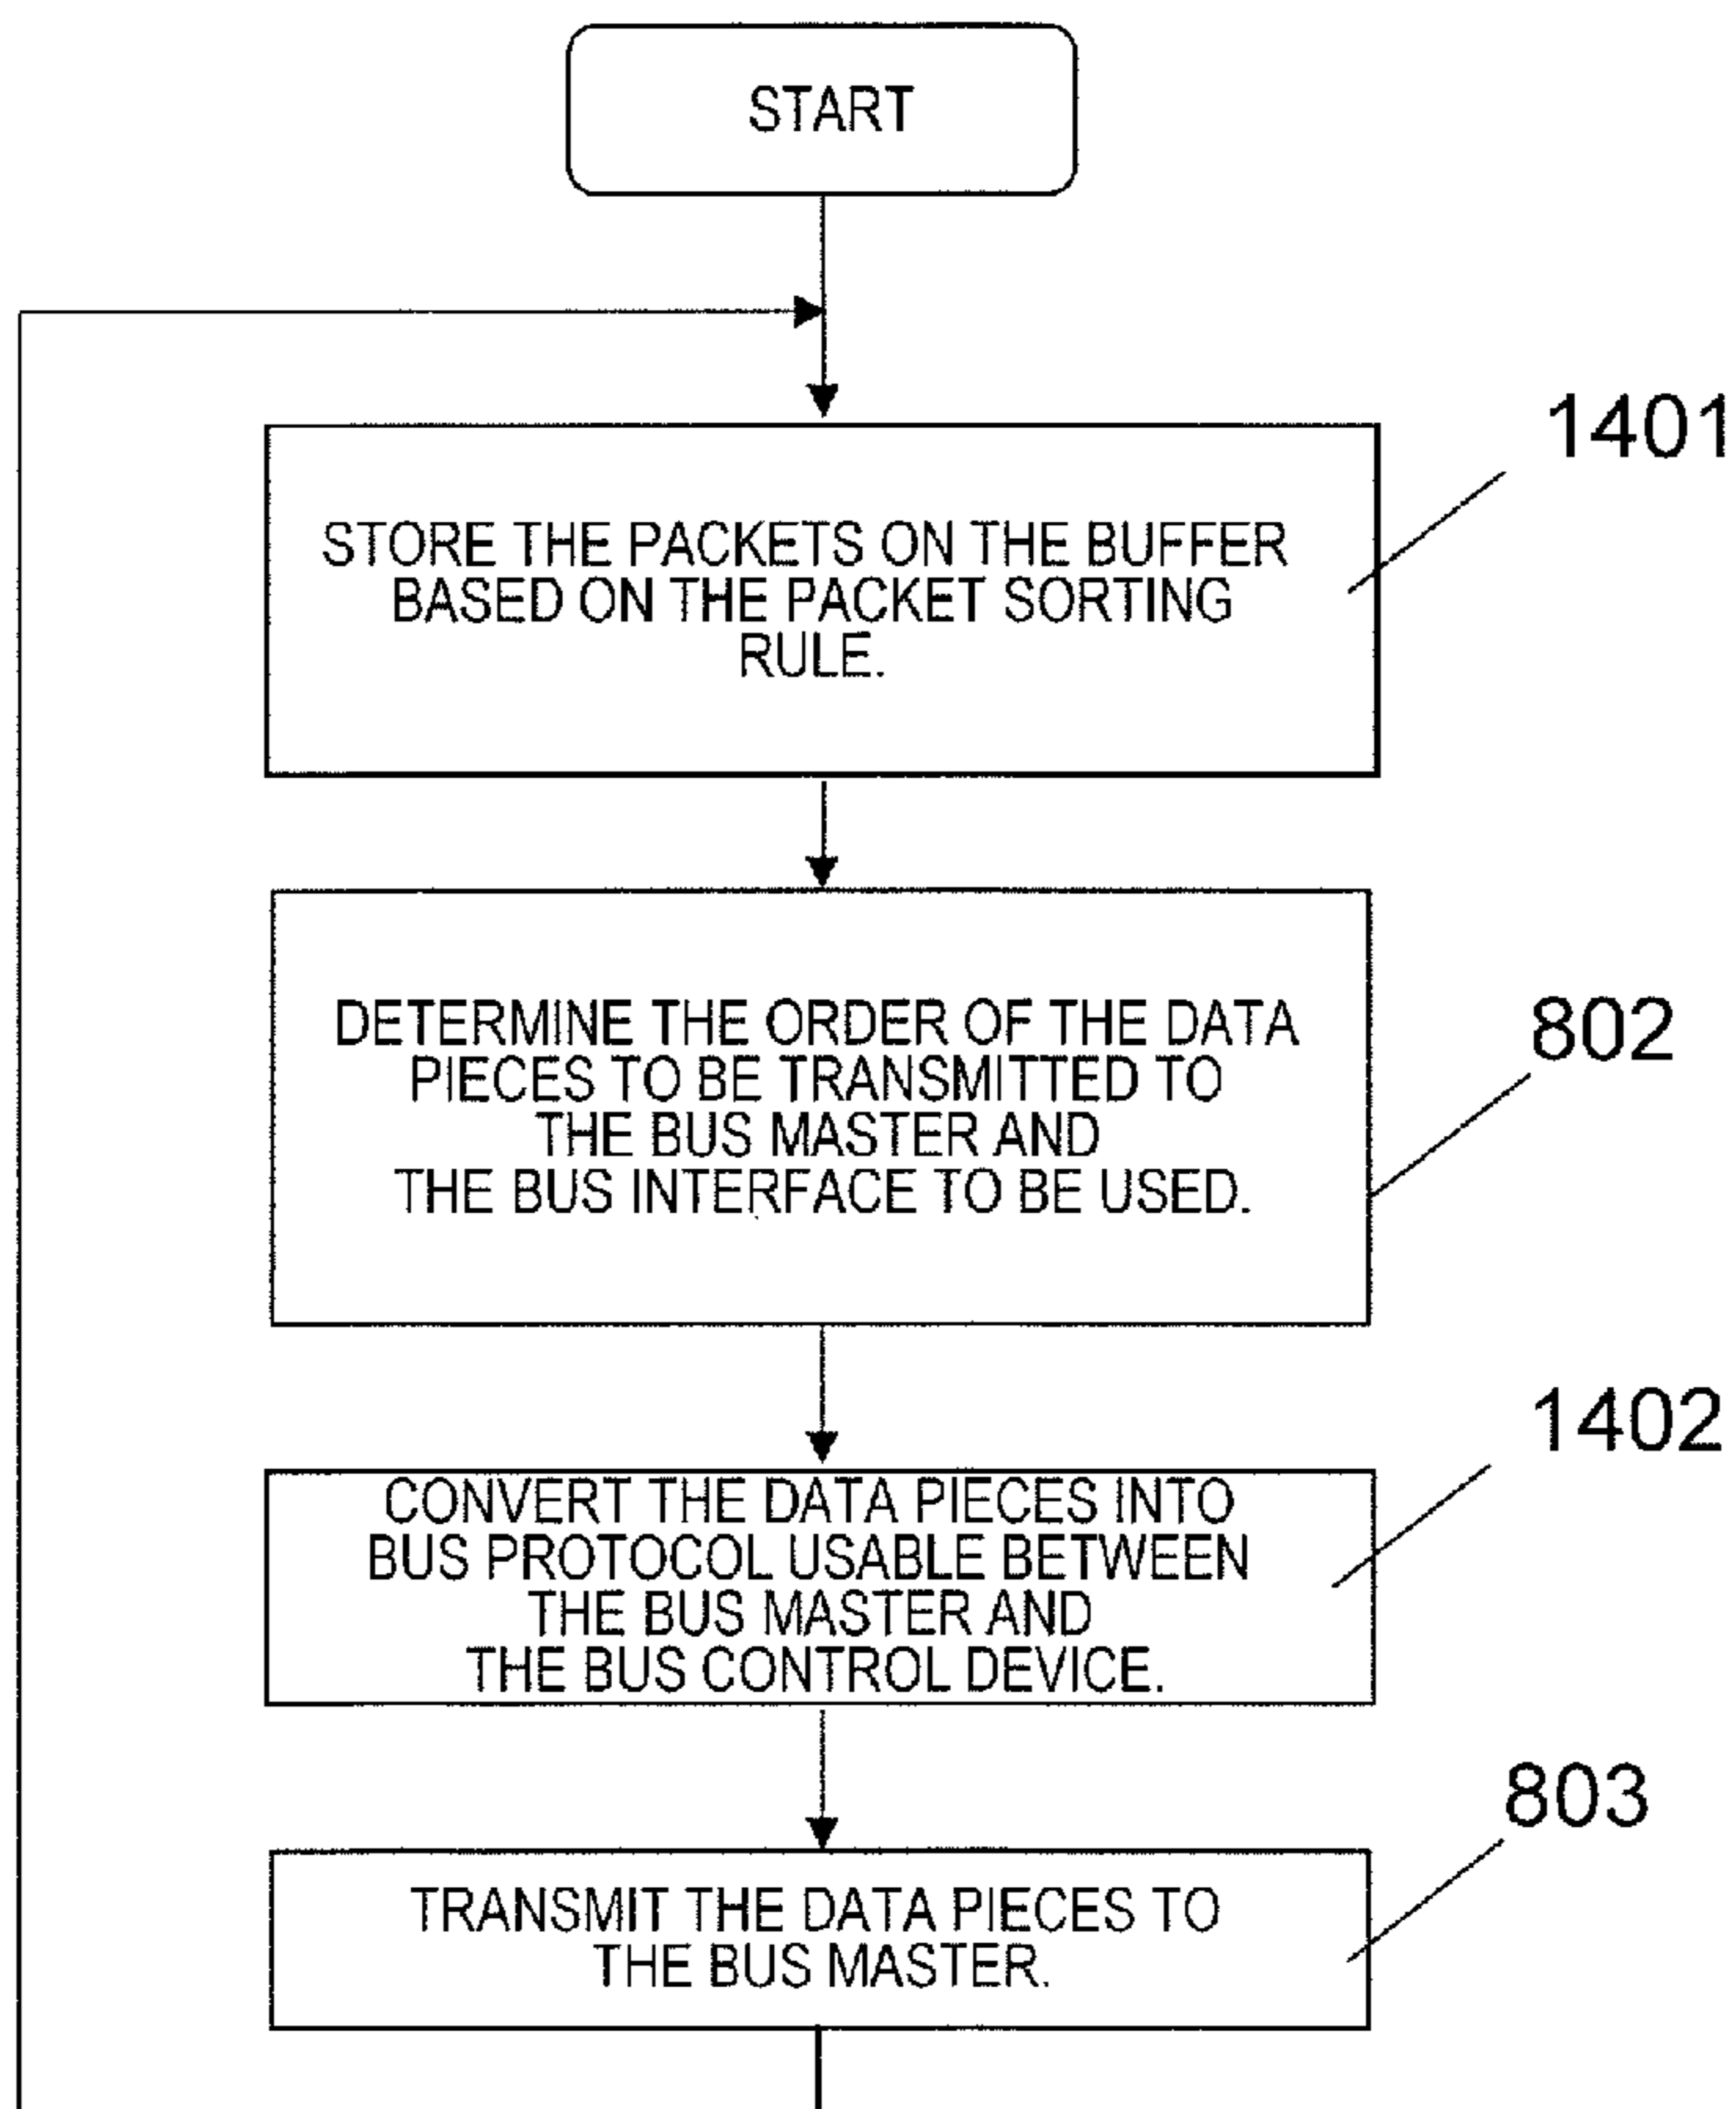 START
1401
STORE THE PACKETS ON THE BUFFER
BASED ON THE PACKET SORTING
RULE.
802
DETERMINE THE ORDER OF THE DATA
PIECES TO BE TRANSMITTED TO
THE BUS MASTER AND
THE BUS INTERFACE TO BE USED.
1402
CONVERT THE DATA PIECES INTO
BUS PROTOCOL USABLE BETWEEN
THE BUS MASTER AND
THE BUS CONTROL DEVICE.
803
TRANSMIT THE DATA PIECES TO
THE BUS MASTER.